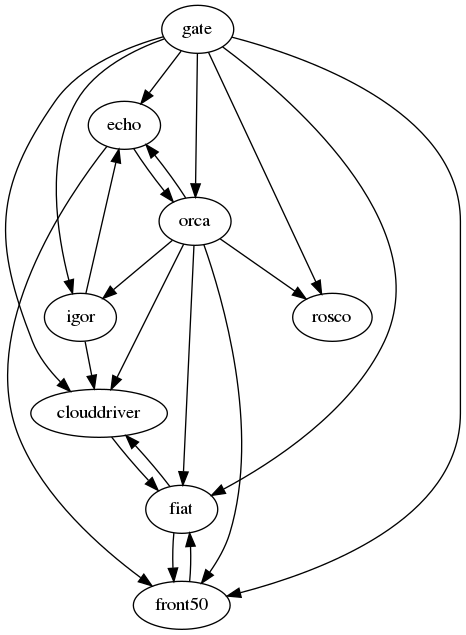 gate
echo
orca
igor
rosco
clouddriver
fiat
front50